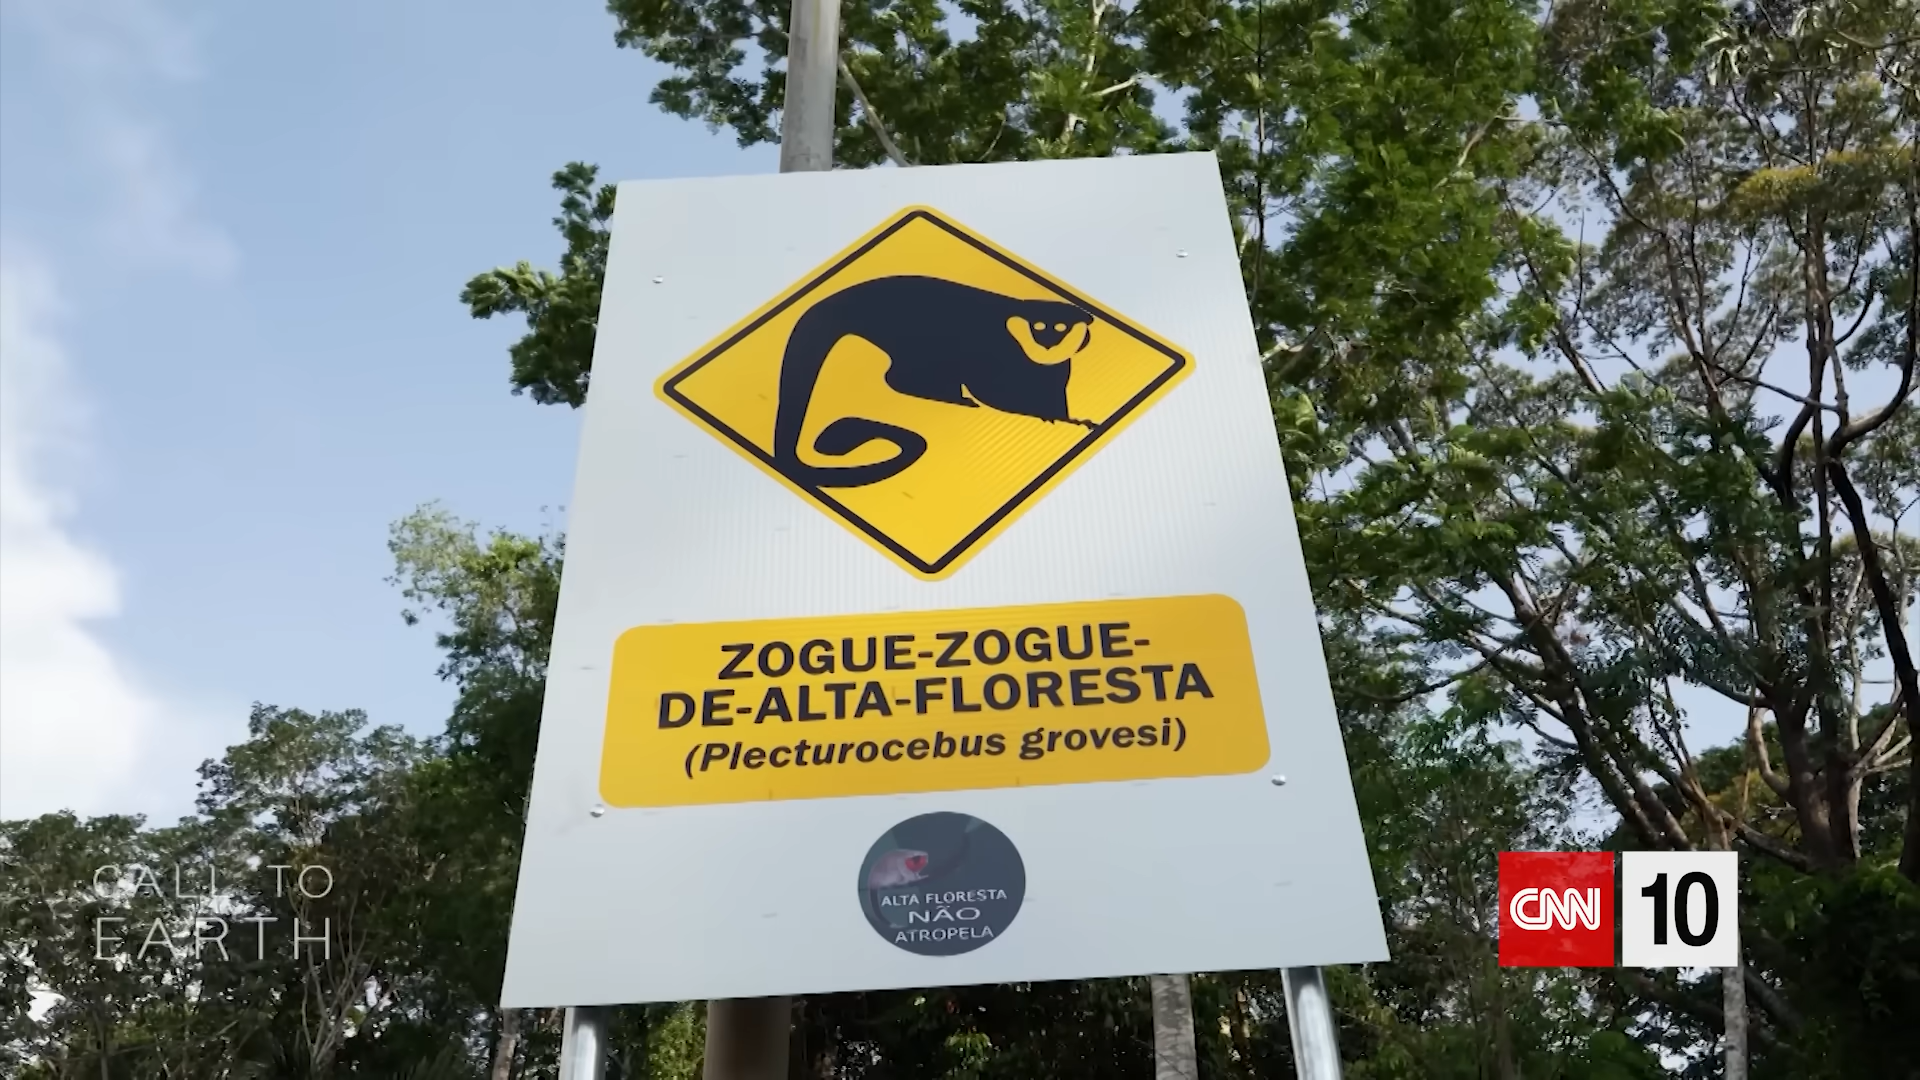 ZOGUE-ZOGUE-
DE-ALTA-FLORESTA
(Plecturocebus grovesi)
ALTA FLORESTA
NÃO
ATROPELA
CALL TO
EARTH
CNN 10